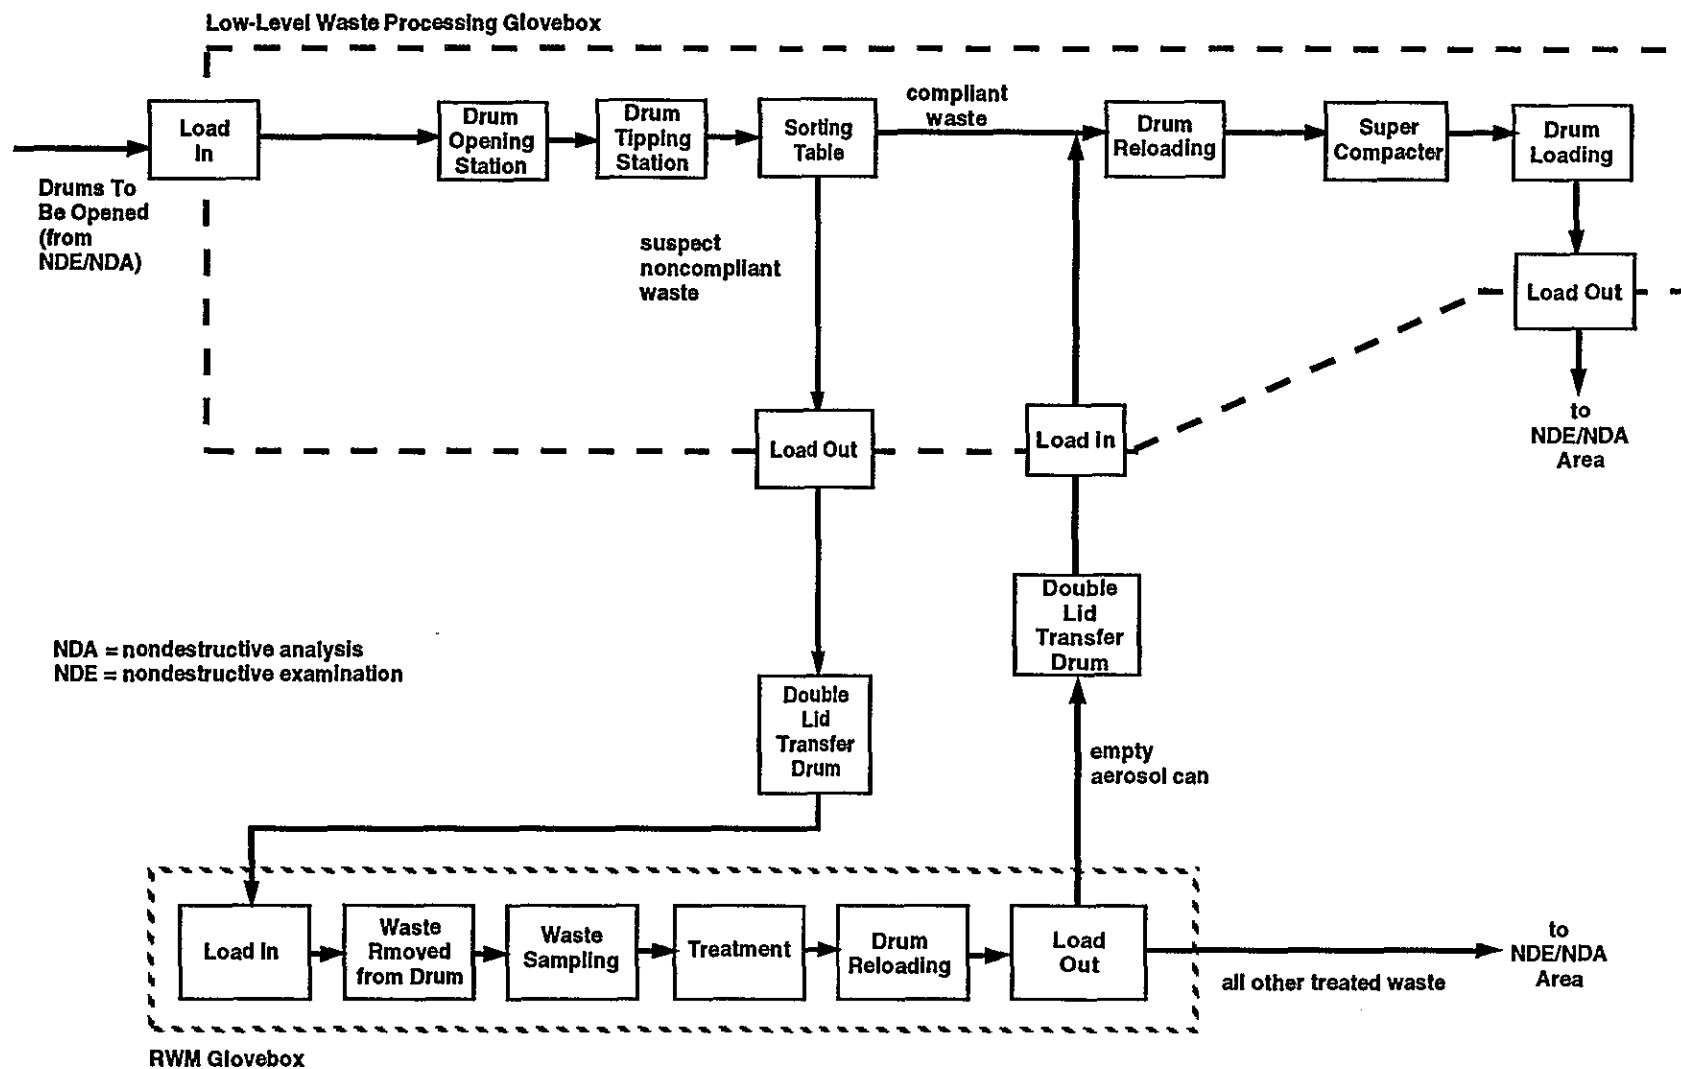 Low-Level Waste Processing Glovebox
Load
In
Drum
Opening
Station
Drum
Tipping
Station
Sorting
Table
compliant
waste
Drum
Reloading
Super
Compacter
Drum
Loading
Drums To
Be Opened
(from
NDE/NDA)
suspect
noncompliant
waste
Load Out
to
NDE/NDA
Area
Load Out
Load In
Double
Lid
Transfer
Drum
NDA = nondestructive analysis
NDE = nondestructive examination
Double
Lid
Transfer
Drum
empty
aerosol can
Load In
Waste
Rmoved
from Drum
Waste
Sampling
Treatment
Drum
Reloading
Load
Out
all other treated waste
to
NDE/NDA
Area
RWM Glovebox